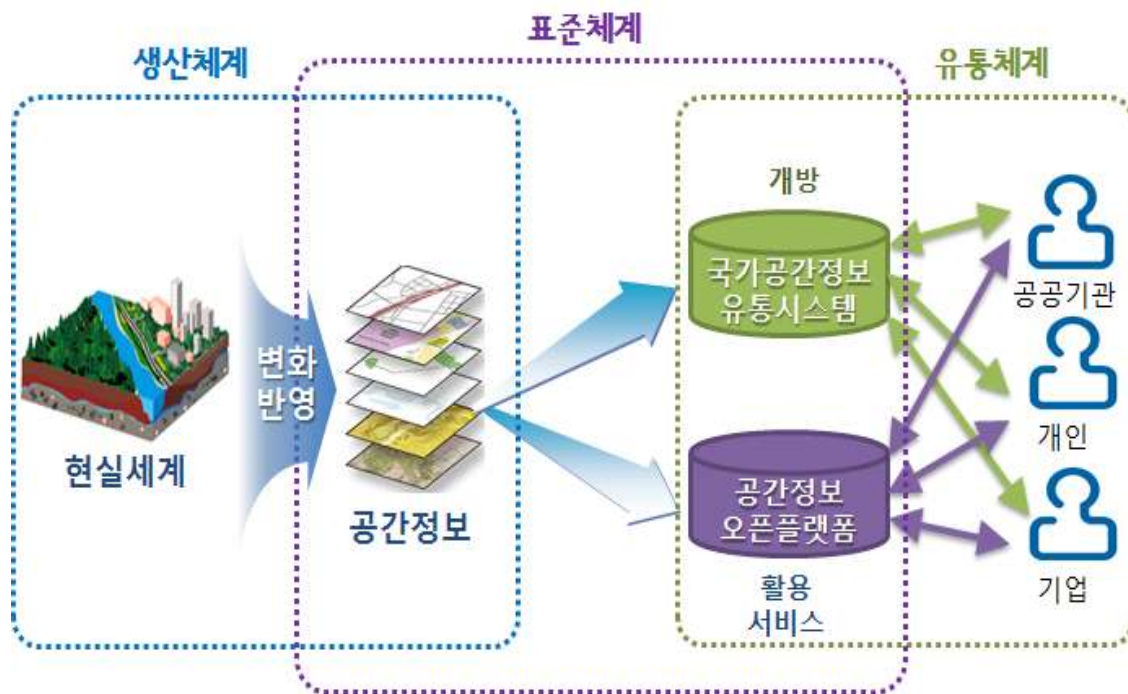 표준체계
생산체계
유통체계
개방
국가공간정보
유통시스템
공공기관
변화
반영
현실세계
공간정보
개인
공간정보
오픈플랫폼
활용
서비스
기업